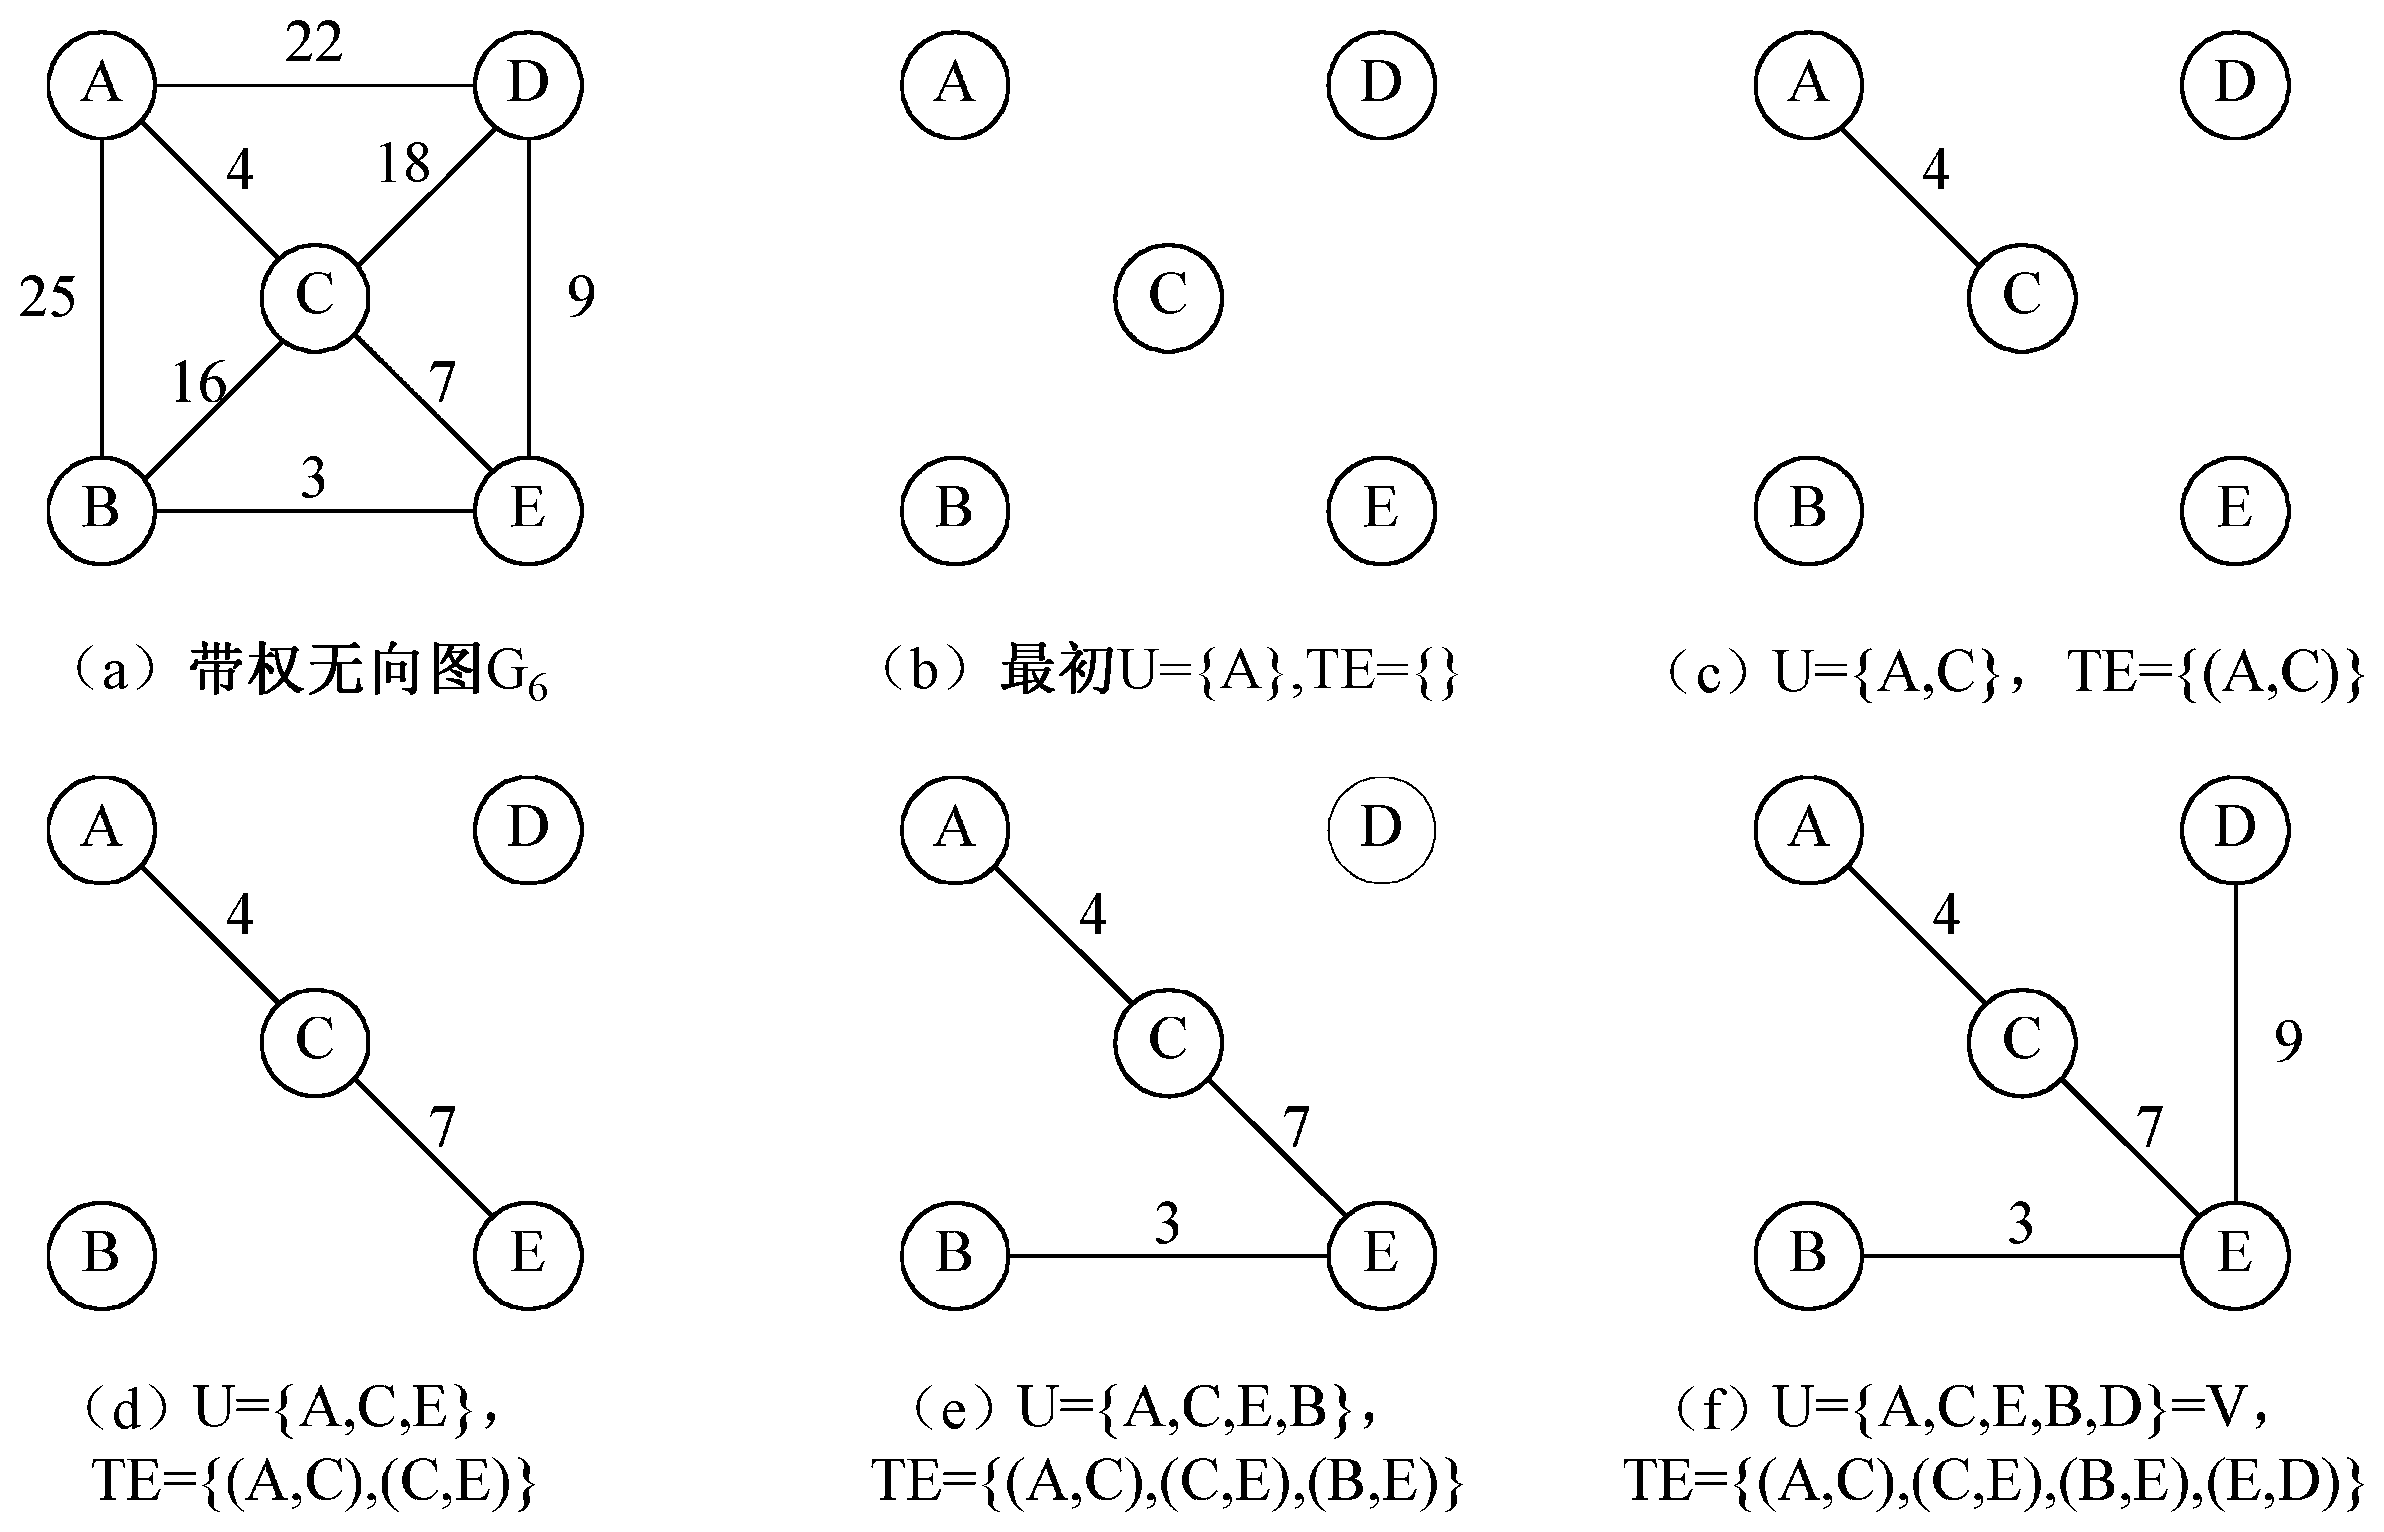 A 22 D
4 18
25 C 9
16 7
B 3 E
A D
C
B E
A D
4
C
B E
（a）带权无向图G₆
（b）最初U={A},TE={}
（c）U={A,C}，TE={(A,C)}
A D
4
C
7
B E
A D
4
C
7
B 3 E
A D
4
C 9
7
B 3 E
（d）U={A,C,E}，
TE={(A,C),(C,E)}
（e）U={A,C,E,B}，
TE={(A,C),(C,E),(B,E)}
（f）U={A,C,E,B,D}=V，
TE={(A,C),(C,E),(B,E),(E,D)}